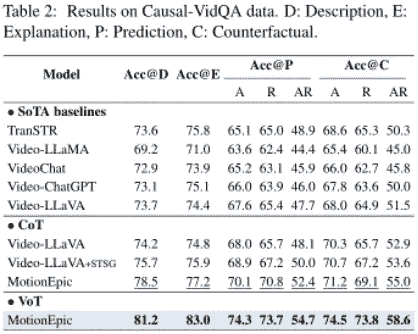 Table 2: Results on Causal-VidQA data. D: Description, E:
Explanation, P: Prediction, C: Counterfactual.
Model Acc@D Acc@E Acc@P Acc@C
A R AR A R AR
• SoTA baselines
TranSTR 73.6 75.8 65.1 65.0 48.9 68.6 65.3 50.3
Video-LLaMA 69.2 71.0 63.6 62.4 44.4 65.4 60.1 45.0
VideoChat 72.9 73.9 65.2 63.1 45.9 66.0 62.7 45.8
Video-ChatGPT 73.1 75.1 66.0 63.9 46.0 67.8 63.6 50.0
Video-LLaVA 73.7 74.4 67.6 65.4 47.7 68.0 64.9 51.5
• CoT
Video-LLaVA 74.2 74.8 68.0 65.7 48.1 70.3 65.7 52.9
Video-LLaVA+STSG 75.7 75.9 68.9 67.2 50.0 70.7 67.2 53.6
MotionEpic 78.5 77.2 70.1 70.8 52.4 71.2 69.1 55.0
• VoT
MotionEpic 81.2 83.0 74.3 73.7 54.7 74.5 73.8 58.6